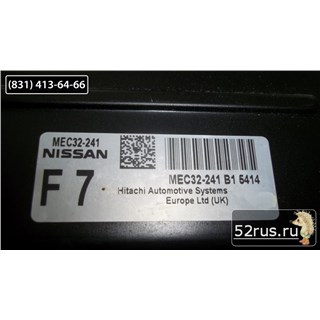 (831) 413-64-66
MEC32-241
NISSAN
F 7
MEC32-241 B1 5414
Hitachi Automotive Systems
Europe Ltd (UK)
52rus.ru